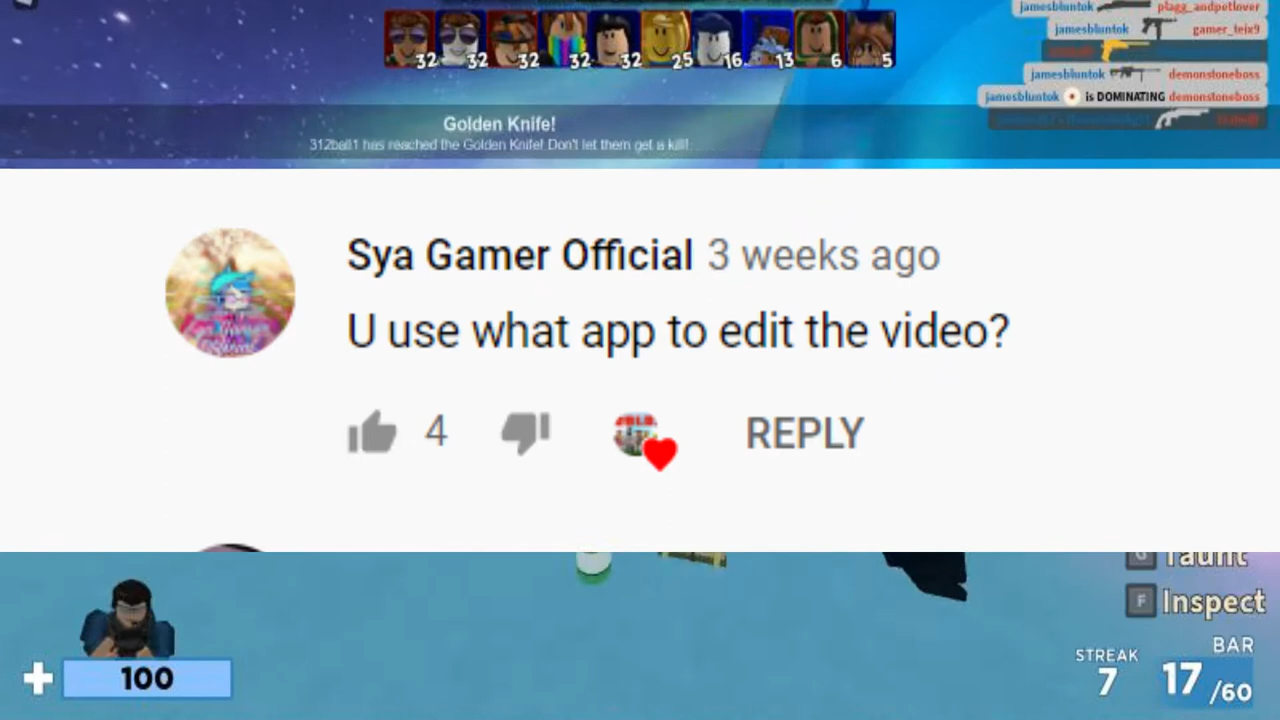 jamesbluntok plagg_andpetlover
jamesbluntok gamer_teix9
jamesbluntok demonstoneboss
jamesbluntok is DOMINATING demonstoneboss
32 32 32 32 32 25 16 13 6 5
Golden Knife!
312ball1 has reached the Golden Knife! Don't let them get a kill!
Sya Gamer Official 3 weeks ago
U use what app to edit the video?
4 REPLY
G Taunt
F Inspect
BAR
STREAK
7 17 /60
100